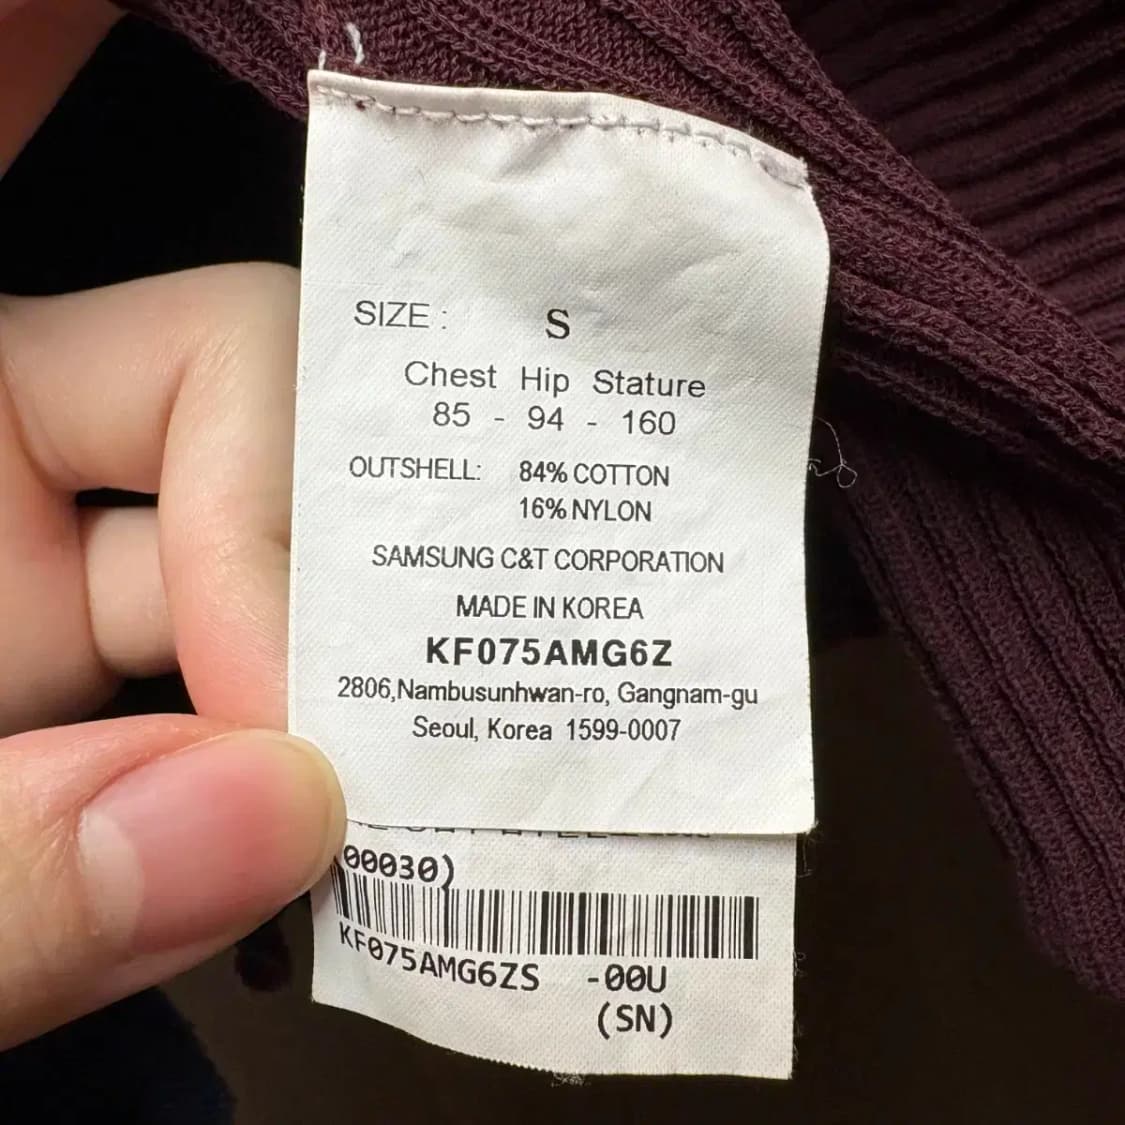 SIZE : S
Chest Hip Stature
85 - 94 - 160
OUTSHELL: 84% COTTON
16% NYLON
SAMSUNG C&T CORPORATION
MADE IN KOREA
KF075AMG6Z
2806,Nambusunhwan-ro, Gangnam-gu
Seoul, Korea 1599-0007
(00030)
KF075AMG6ZS -00U
(SN)